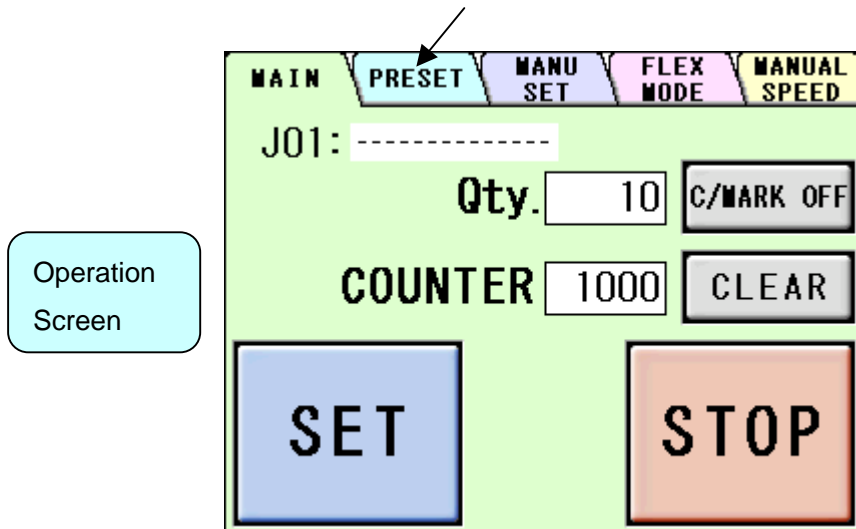 MAIN
PRESET
MANU
SET
FLEX
MODE
MANUAL
SPEED
J01: --------------
Qty. 10 C/MARK OFF
Operation
Screen
COUNTER 1000 CLEAR
SET STOP